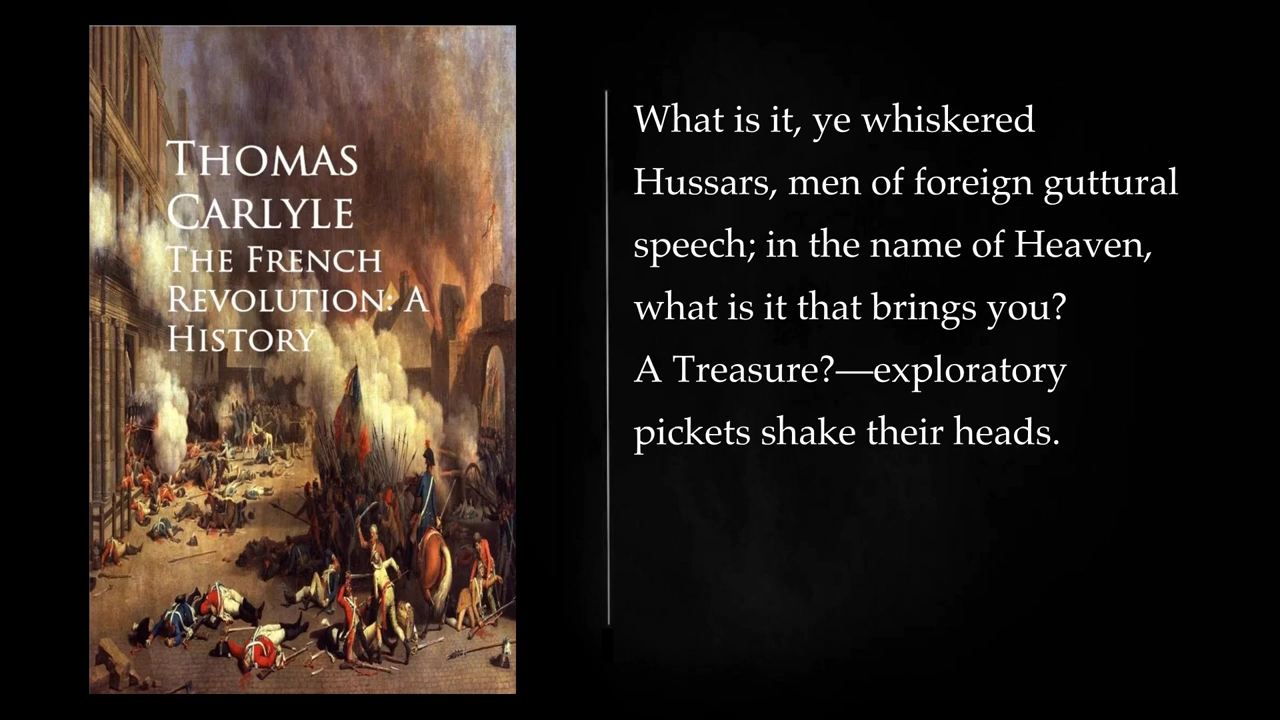 THOMAS
CARLYLE
THE FRENCH
REVOLUTION: A
HISTORY
What is it, ye whiskered
Hussars, men of foreign guttural
speech; in the name of Heaven,
what is it that brings you?
A Treasure?—exploratory
pickets shake their heads.